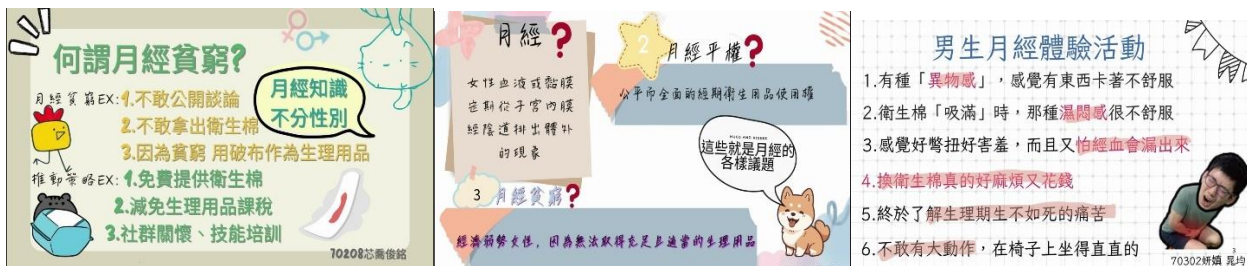 何謂月經貧窮?
月經貧窮EX:1.不敢公開談論
2.不敢拿出衛生棉
3.因為貧窮 用破布作為生理用品
月經知識
不分性別
推動策略EX:1.免費提供衛生棉
2.減免生理用品課稅
3.社群關懷、技能培訓
70208芯喬俊銘
月經?
女性血液或黏膜
定期從子宮內膜
經陰道排出體外
的現象
2
月經平權?
公平而全面的經期衛生用品使用權
這些就是月經的
各樣議題
3 月經貧窮?
經濟弱勢女性,因為無法取得充足且適當的生理用品
男生月經體驗活動
1.有種「異物感」,感覺有東西卡著不舒服
2.衛生棉「吸滿」時,那種濕悶感很不舒服
3.感覺好彆扭好害羞,而且又怕經血會漏出來
4.換衛生棉真的好麻煩又花錢
5.終於了解生理期生不如死的痛苦
6.不敢有大動作,在椅子上坐得直直的
3
70302妍嬪 晁均